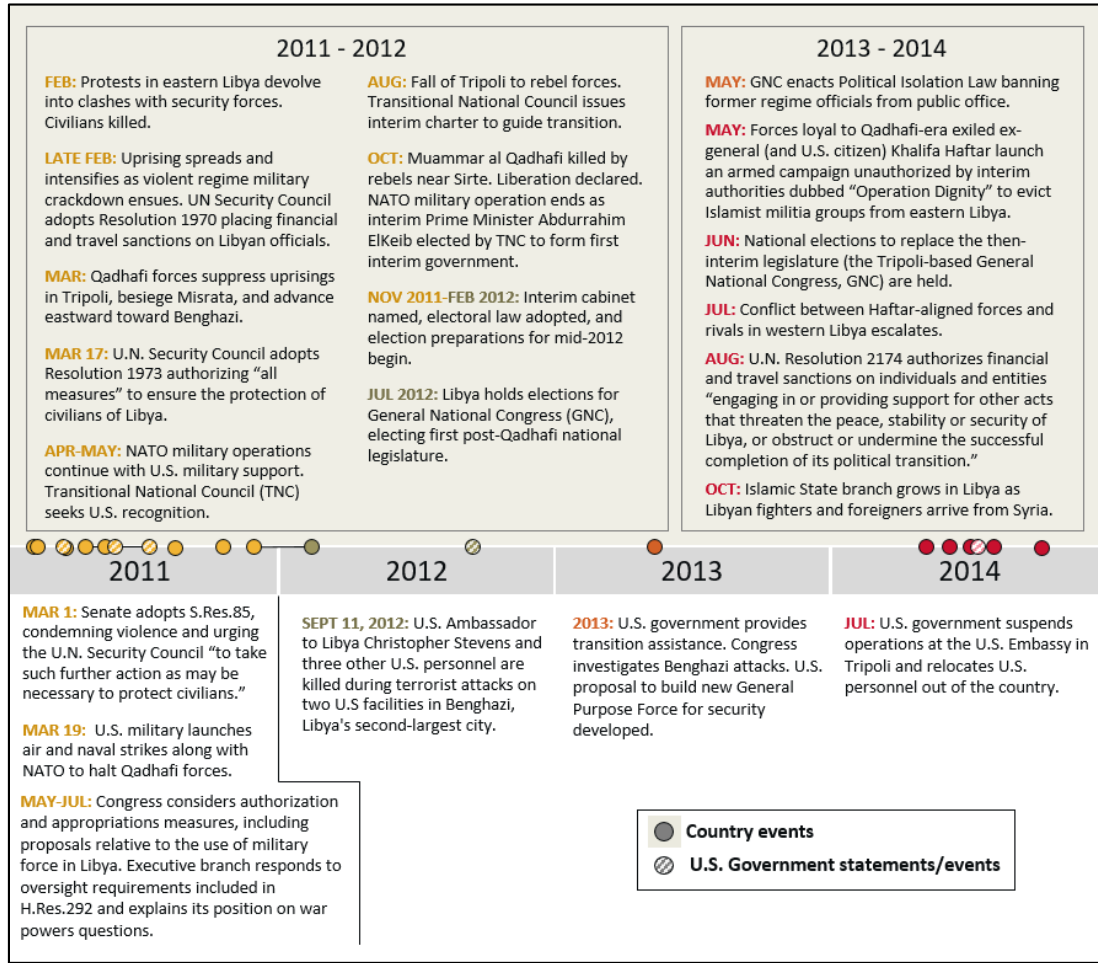 2011 - 2012
FEB: Protests in eastern Libya devolve
into clashes with security forces.
Civilians killed.
LATE FEB: Uprising spreads and
intensifies as violent regime military
crackdown ensues. UN Security Council
adopts Resolution 1970 placing financial
and travel sanctions on Libyan officials.
MAR: Qadhafi forces suppress uprisings
in Tripoli, besiege Misrata, and advance
eastward toward Benghazi.
MAR 17: U.N. Security Council adopts
Resolution 1973 authorizing “all
measures” to ensure the protection of
civilians of Libya.
APR-MAY: NATO military operations
continue with U.S. military support.
Transitional National Council (TNC)
seeks U.S. recognition.
AUG: Fall of Tripoli to rebel forces.
Transitional National Council issues
interim charter to guide transition.
OCT: Muammar al Qadhafi killed by
rebels near Sirte. Liberation declared.
NATO military operation ends as
interim Prime Minister Abdurrahim
ElKeib elected by TNC to form first
interim government.
NOV 2011-FEB 2012: Interim cabinet
named, electoral law adopted, and
election preparations for mid-2012
begin.
JUL 2012: Libya holds elections for
General National Congress (GNC),
electing first post-Qadhafi national
legislature.
2013 - 2014
MAY: GNC enacts Political Isolation Law banning
former regime officials from public office.
MAY: Forces loyal to Qadhafi-era exiled ex-
general (and U.S. citizen) Khalifa Haftar launch
an armed campaign unauthorized by interim
authorities dubbed “Operation Dignity” to evict
Islamist militia groups from eastern Libya.
JUN: National elections to replace the then-
interim legislature (the Tripoli-based General
National Congress, GNC) are held.
JUL: Conflict between Haftar-aligned forces and
rivals in western Libya escalates.
AUG: U.N. Resolution 2174 authorizes financial
and travel sanctions on individuals and entities
“engaging in or providing support for other acts
that threaten the peace, stability or security of
Libya, or obstruct or undermine the successful
completion of its political transition.”
OCT: Islamic State branch grows in Libya as
Libyan fighters and foreigners arrive from Syria.
2011
2012
2013
2014
MAR 1: Senate adopts S.Res.85,
condemning violence and urging
the U.N. Security Council “to take
such further action as may be
necessary to protect civilians.”
MAR 19: U.S. military launches
air and naval strikes along with
NATO to halt Qadhafi forces.
MAY-JUL: Congress considers authorization
and appropriations measures, including
proposals relative to the use of military
force in Libya. Executive branch responds to
oversight requirements included in
H.Res.292 and explains its position on war
powers questions.
SEPT 11, 2012: U.S. Ambassador
to Libya Christopher Stevens and
three other U.S. personnel are
killed during terrorist attacks on
two U.S facilities in Benghazi,
Libya's second-largest city.
2013: U.S. government provides
transition assistance. Congress
investigates Benghazi attacks. U.S.
proposal to build new General
Purpose Force for security
developed.
JUL: U.S. government suspends
operations at the U.S. Embassy in
Tripoli and relocates U.S.
personnel out of the country.
Country events
U.S. Government statements/events